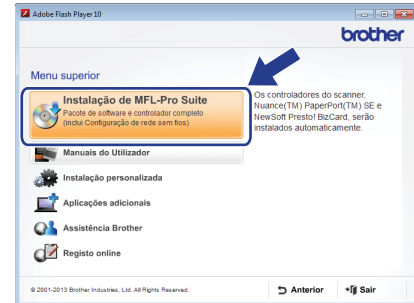 Adobe Flash Player 10
brother
Menu superior
Instalação de MFL-Pro Suite
Pacote de software e controlador completo
(inclui Configuração de rede sem fios)
Os controladores do scanner,
Nuance(TM) PaperPort(TM) SE e
NewSoft Presto! BizCard, serão
instalados automaticamente.
Manuais do Utilizador
Instalação personalizada
Aplicações adicionais
Assistência Brother
Registo online
© 2001-2013 Brother Industries, Ltd. All Rights Reserved.
Anterior
Sair